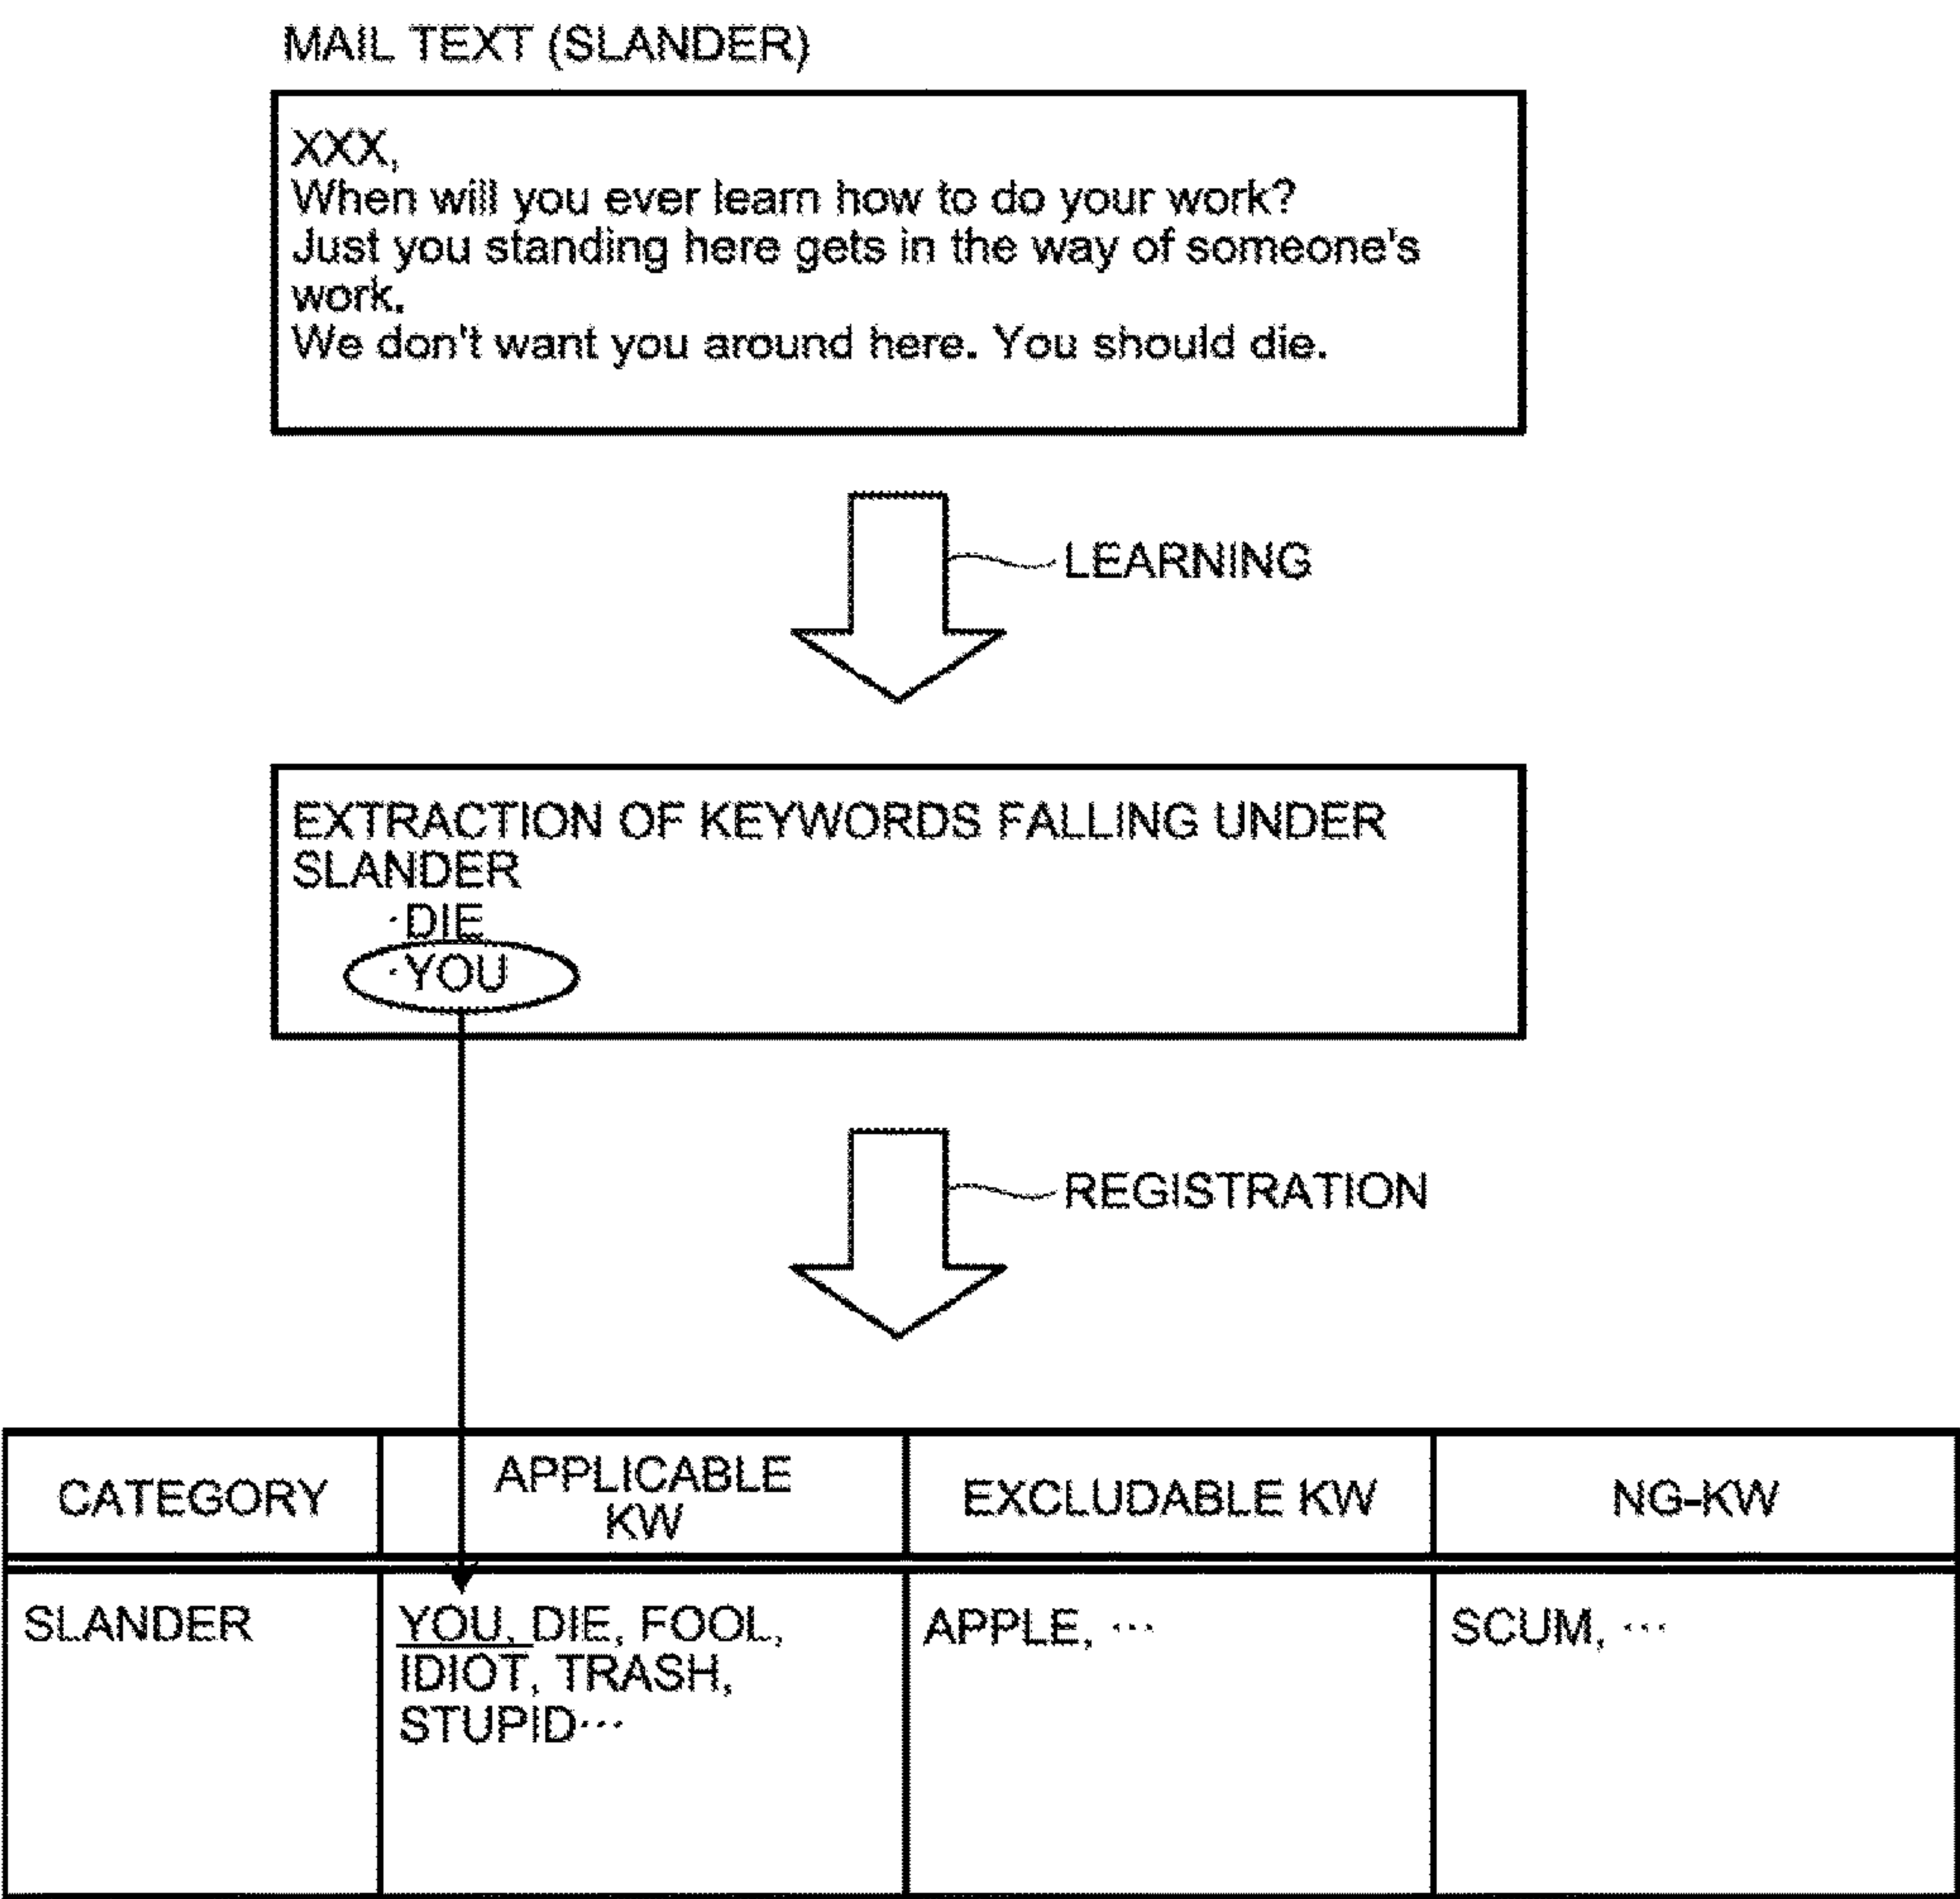 MAIL TEXT (SLANDER)
XXX,
When will you ever learn how to do your work?
Just you standing here gets in the way of someone's
work.
We don't want you around here. You should die.
LEARNING
EXTRACTION OF KEYWORDS FALLING UNDER
SLANDER
·DIE
·YOU
REGISTRATION
CATEGORY
APPLICABLE
KW
EXCLUDABLE KW
NG-KW
SLANDER
YOU, DIE, FOOL,
IDIOT, TRASH,
STUPID···
APPLE, ···
SCUM, ···